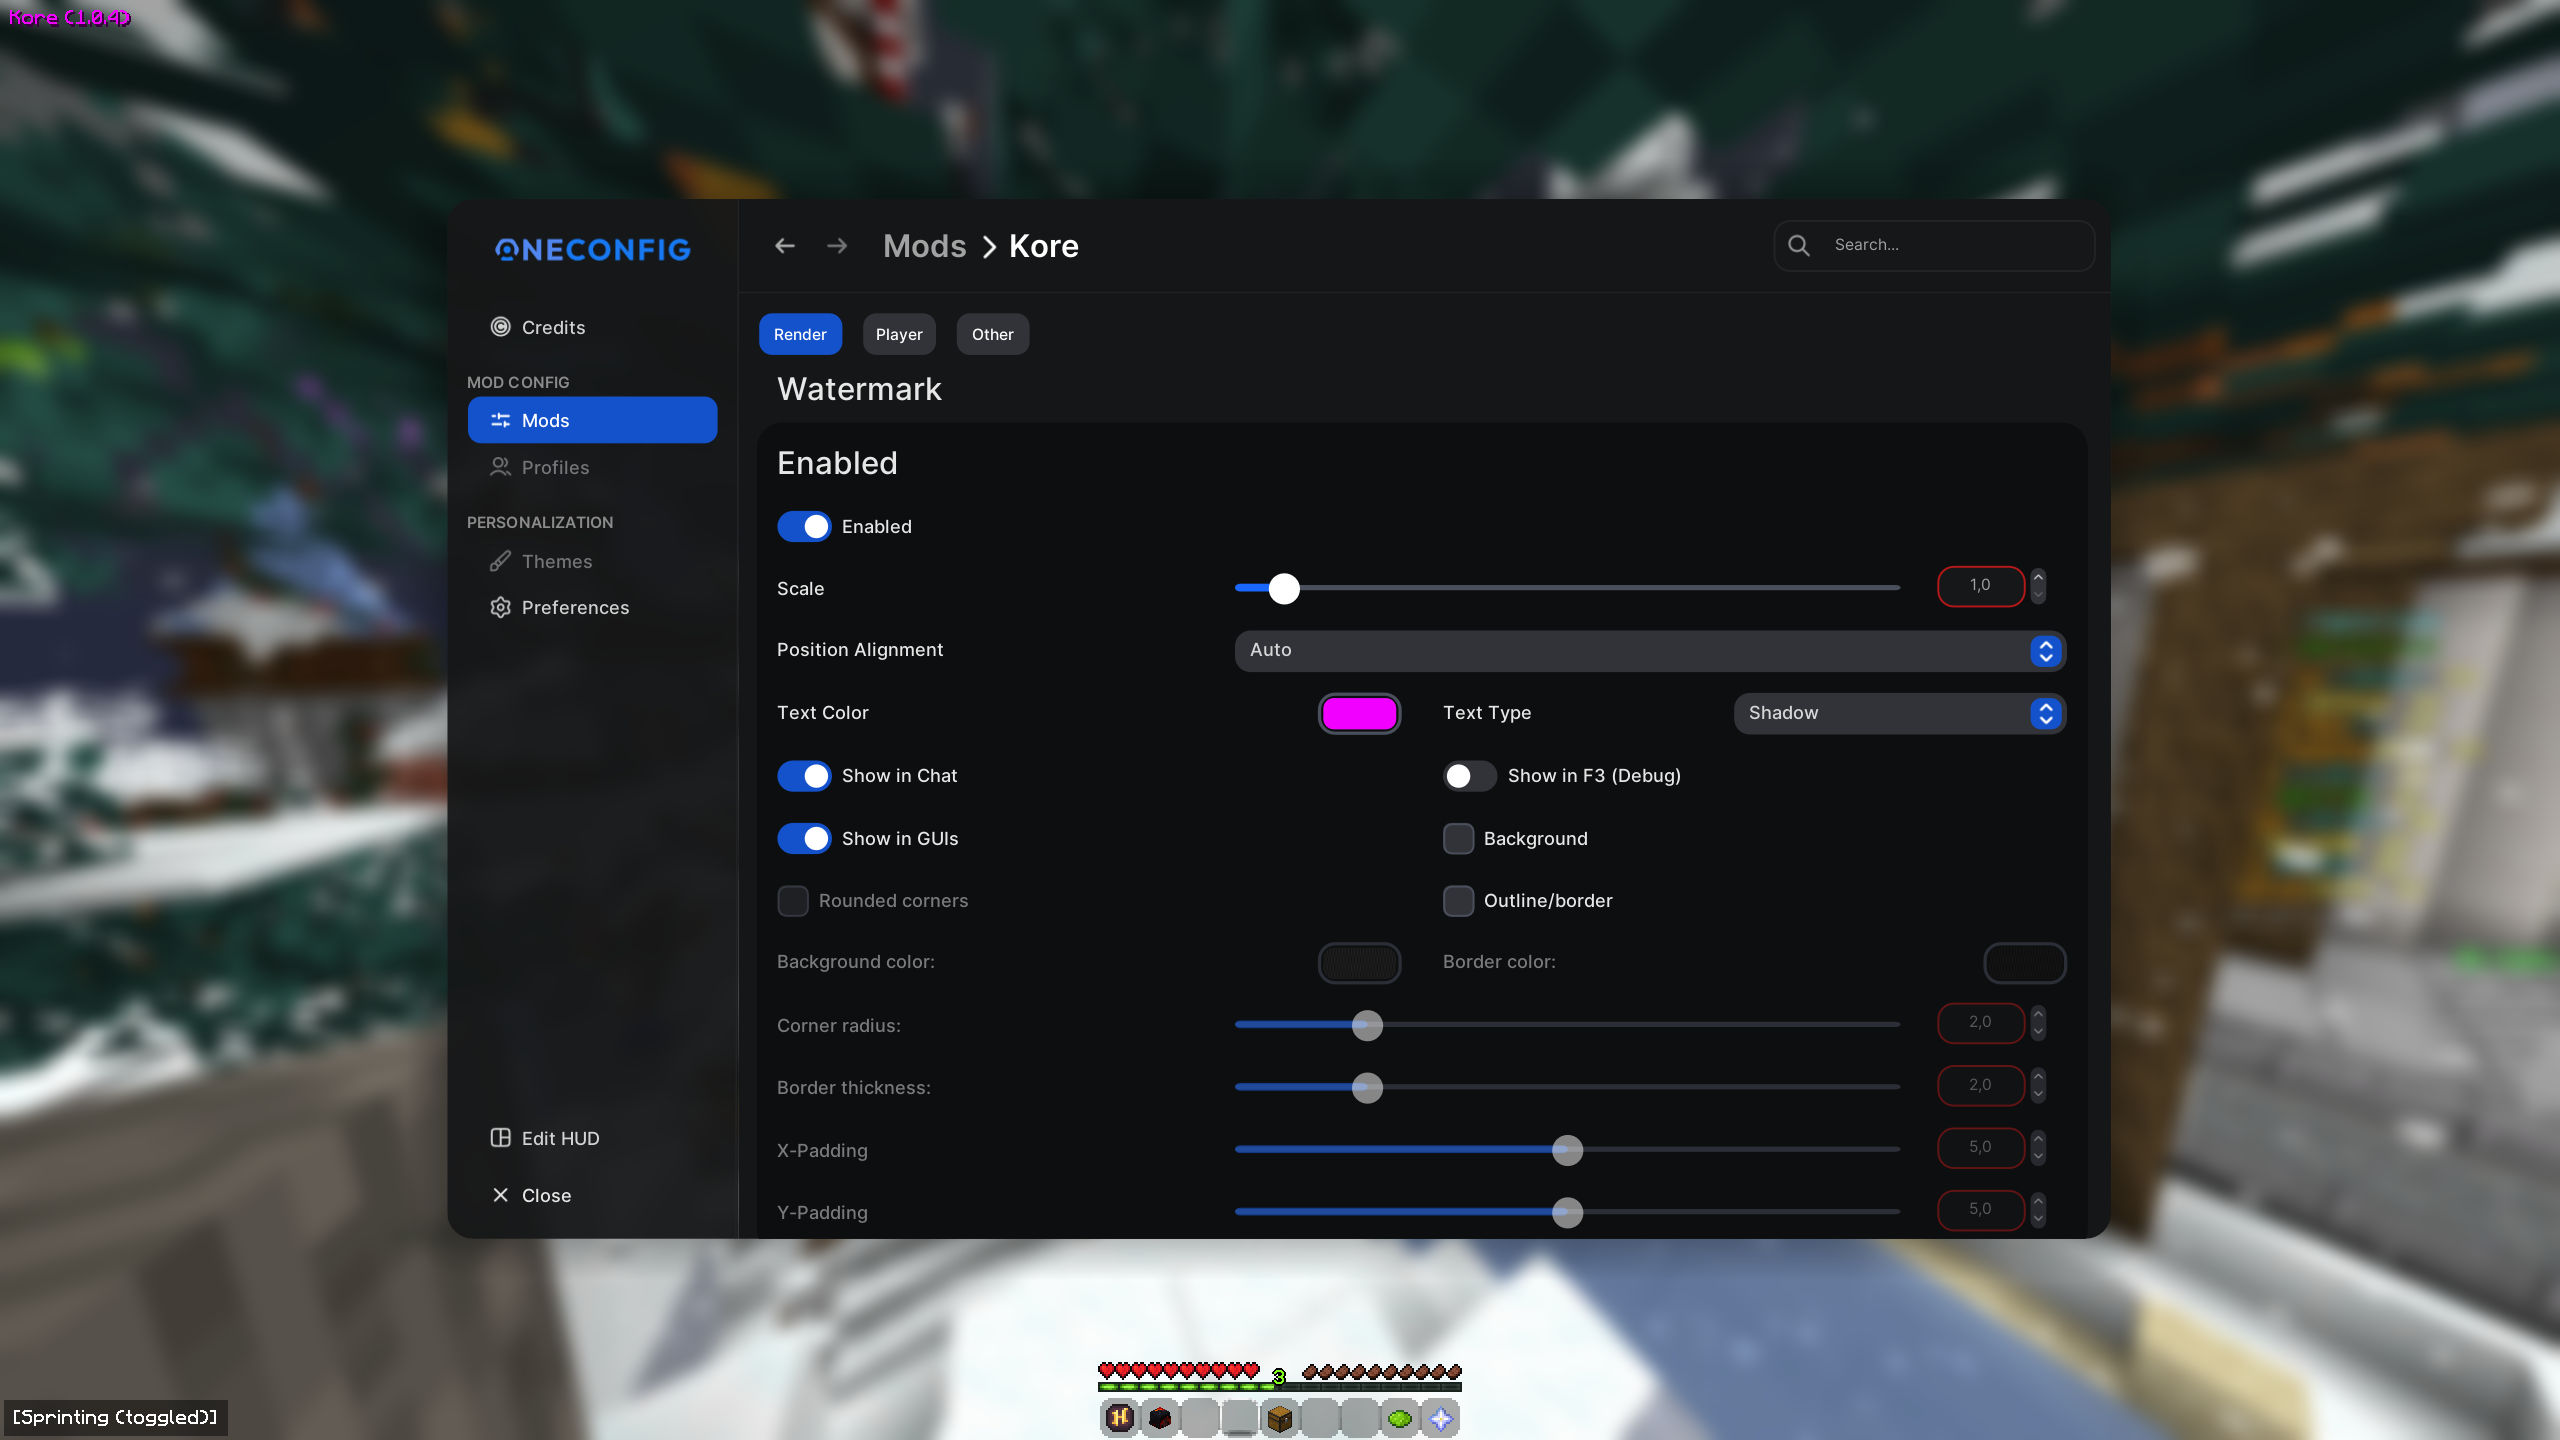 Kore (1.0.4)
ONECONFIG
Mods > Kore
Search...
Credits
Render
Player
Other
MOD CONFIG
Mods
Profiles
Watermark
Enabled
Enabled
PERSONALIZATION
Themes
Preferences
Scale
1,0
Position Alignment
Auto
Text Color
Text Type
Shadow
Show in Chat
Show in F3 (Debug)
Show in GUIs
Background
Rounded corners
Outline/border
Background color:
Border color:
Corner radius:
2,0
Border thickness:
2,0
X-Padding
5,0
Y-Padding
5,0
Edit HUD
Close
3
H
[Sprinting (toggled)]